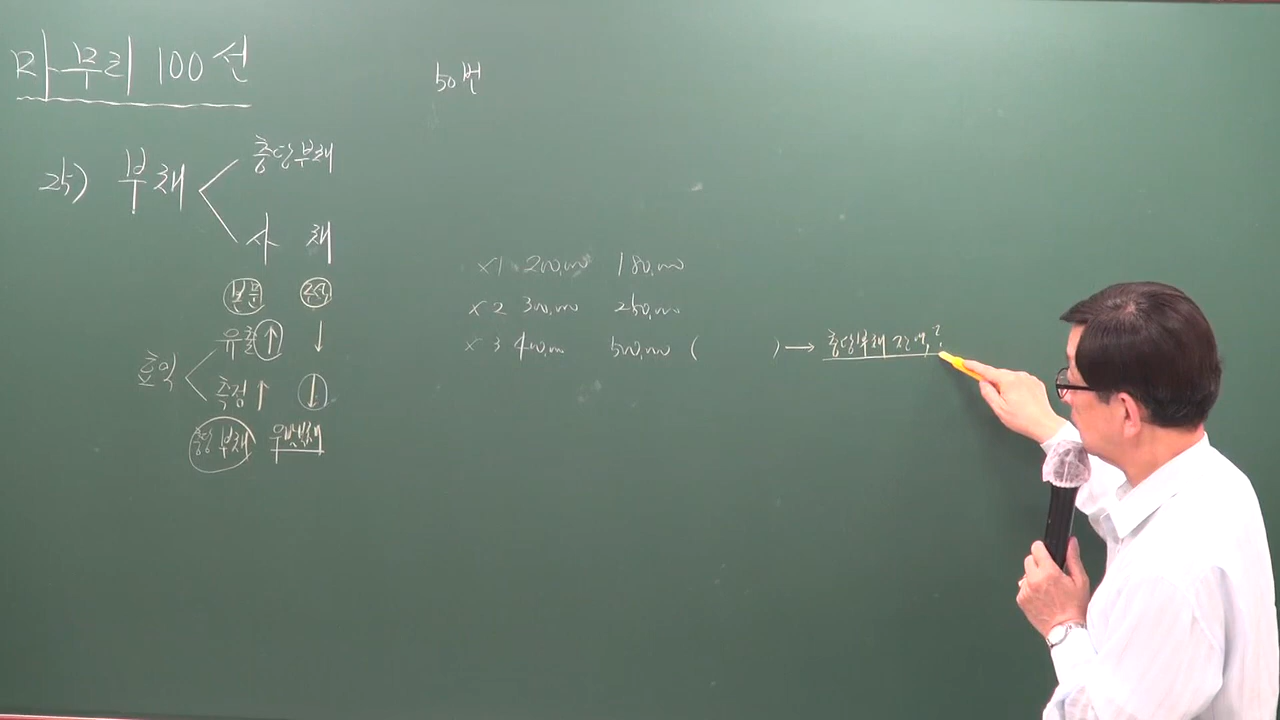 마무리 100선
50번
25) 부채
충당부채
사채
X1 200,000 180,000
X2 300,000 250,000
X3 400,000 500,000 ( ) → 충당부채 잔액?
유출 ↑ ↓
효익
측정 ↑ ↓
충당부채 우발부채